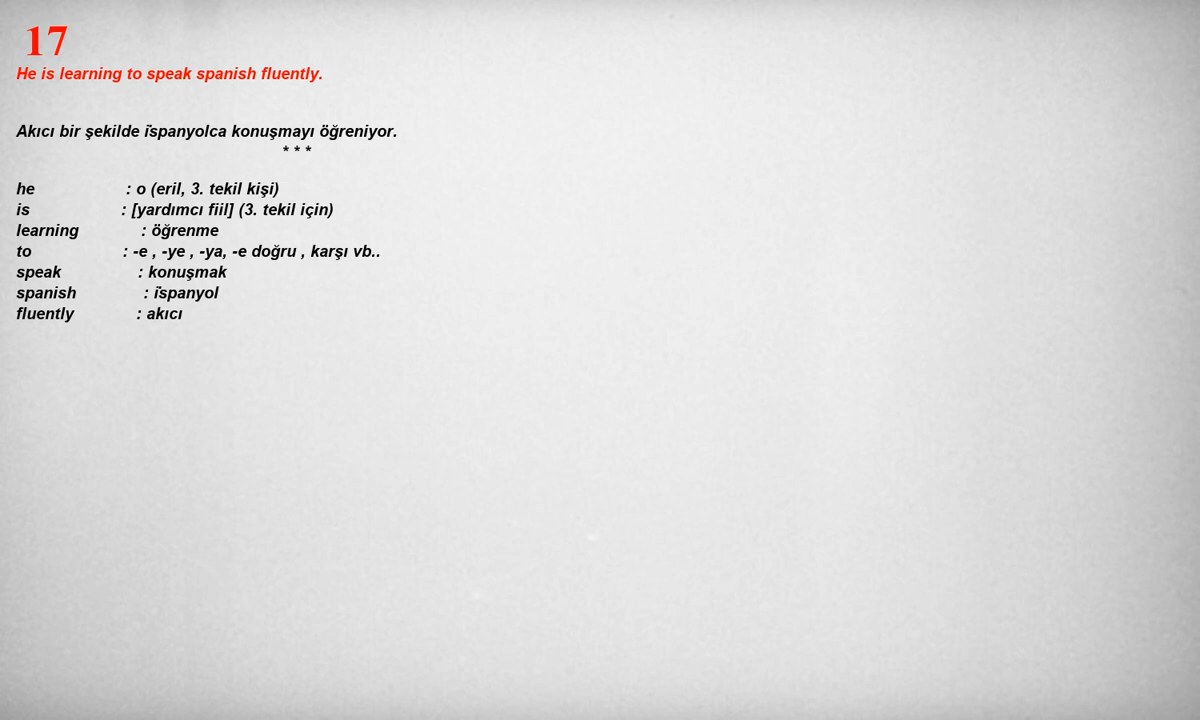 17
He is learning to speak spanish fluently.
Akıcı bir şekilde i̇spanyolca konuşmayı öğreniyor.
* * *
he : o (eril, 3. tekil kişi)
is : [yardımcı fiil] (3. tekil için)
learning : öğrenme
to : -e , -ye , -ya, -e doğru , karşı vb..
speak : konuşmak
spanish : i̇spanyol
fluently : akıcı